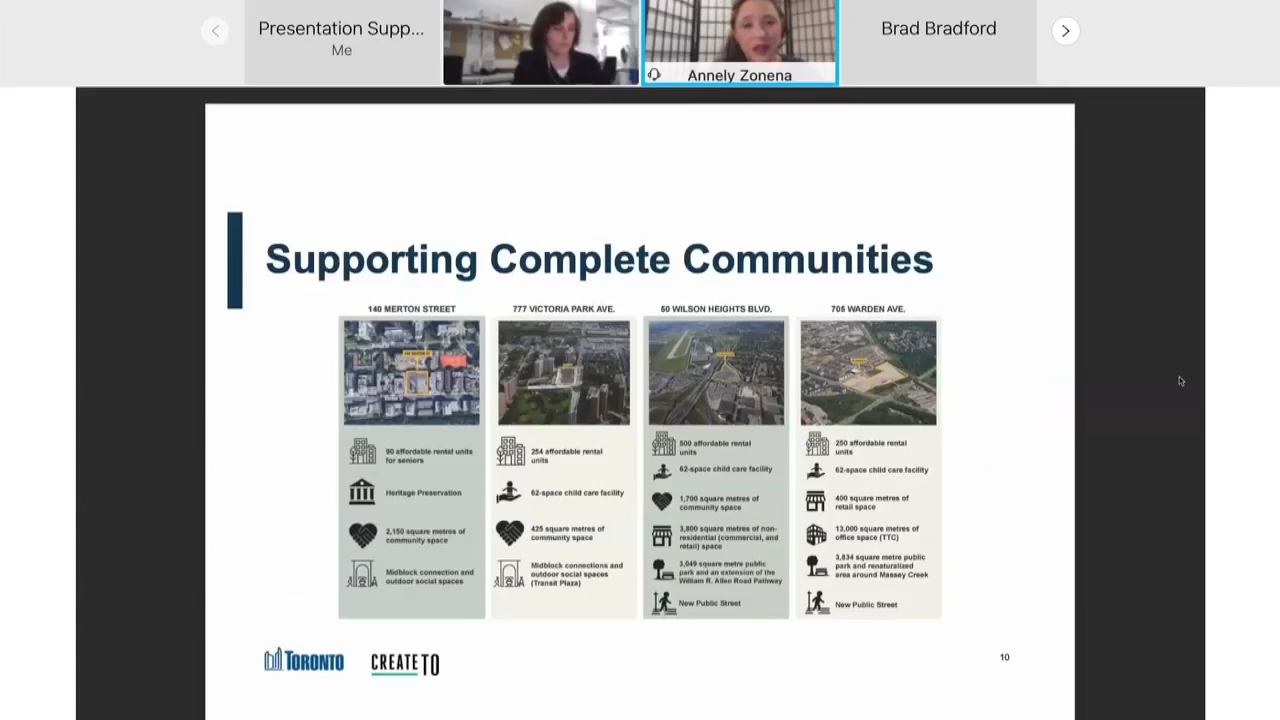 Presentation Supp...
Me
Annely Zonena
Brad Bradford
Supporting Complete Communities
140 MERTON STREET
90 affordable rental units
for seniors
Heritage Preservation
2,150 square metres of
community space
Midblock connection and
outdoor social spaces
777 VICTORIA PARK AVE.
254 affordable rental
units
62-space child care facility
425 square metres of
community space
Midblock connections and
outdoor social spaces
(Transit Plaza)
50 WILSON HEIGHTS BLVD.
500 affordable rental
units
62-space child care facility
1,700 square metres of
community space
3,800 square metres of non-
residential (commercial, and
retail) space
3,049 square metre public
park and an extension of the
William R. Allen Road Pathway
New Public Street
705 WARDEN AVE.
250 affordable rental
units
62-space child care facility
400 square metres of
retail space
13,000 square metres of
office space (TTC)
3,834 square metre public
park and renaturalized
area around Massey Creek
New Public Street
TORONTO
CREATETO
10